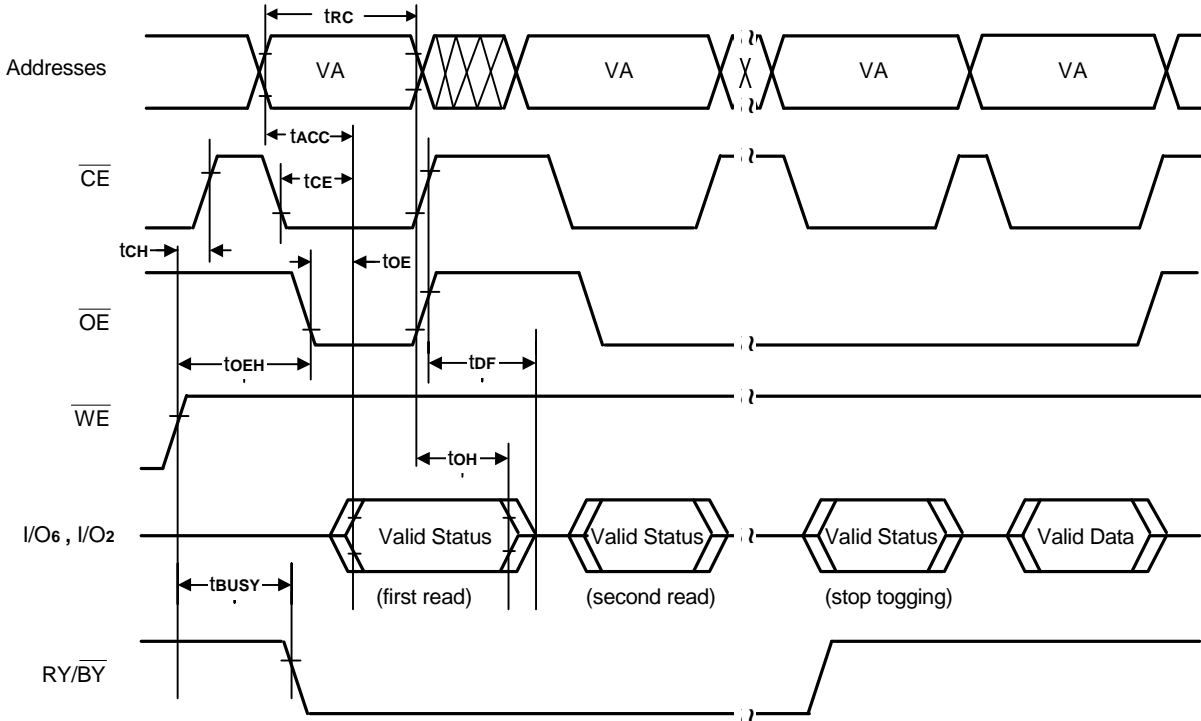 tRC
Addresses VA VA VA VA
tACC
CE tCE
tCH tOE
OE
tOEH tDF
WE
tOH
I/O6 , I/O2 Valid Status Valid Status Valid Status Valid Data
tBUSY (first read) (second read) (stop togging)
RY/BY